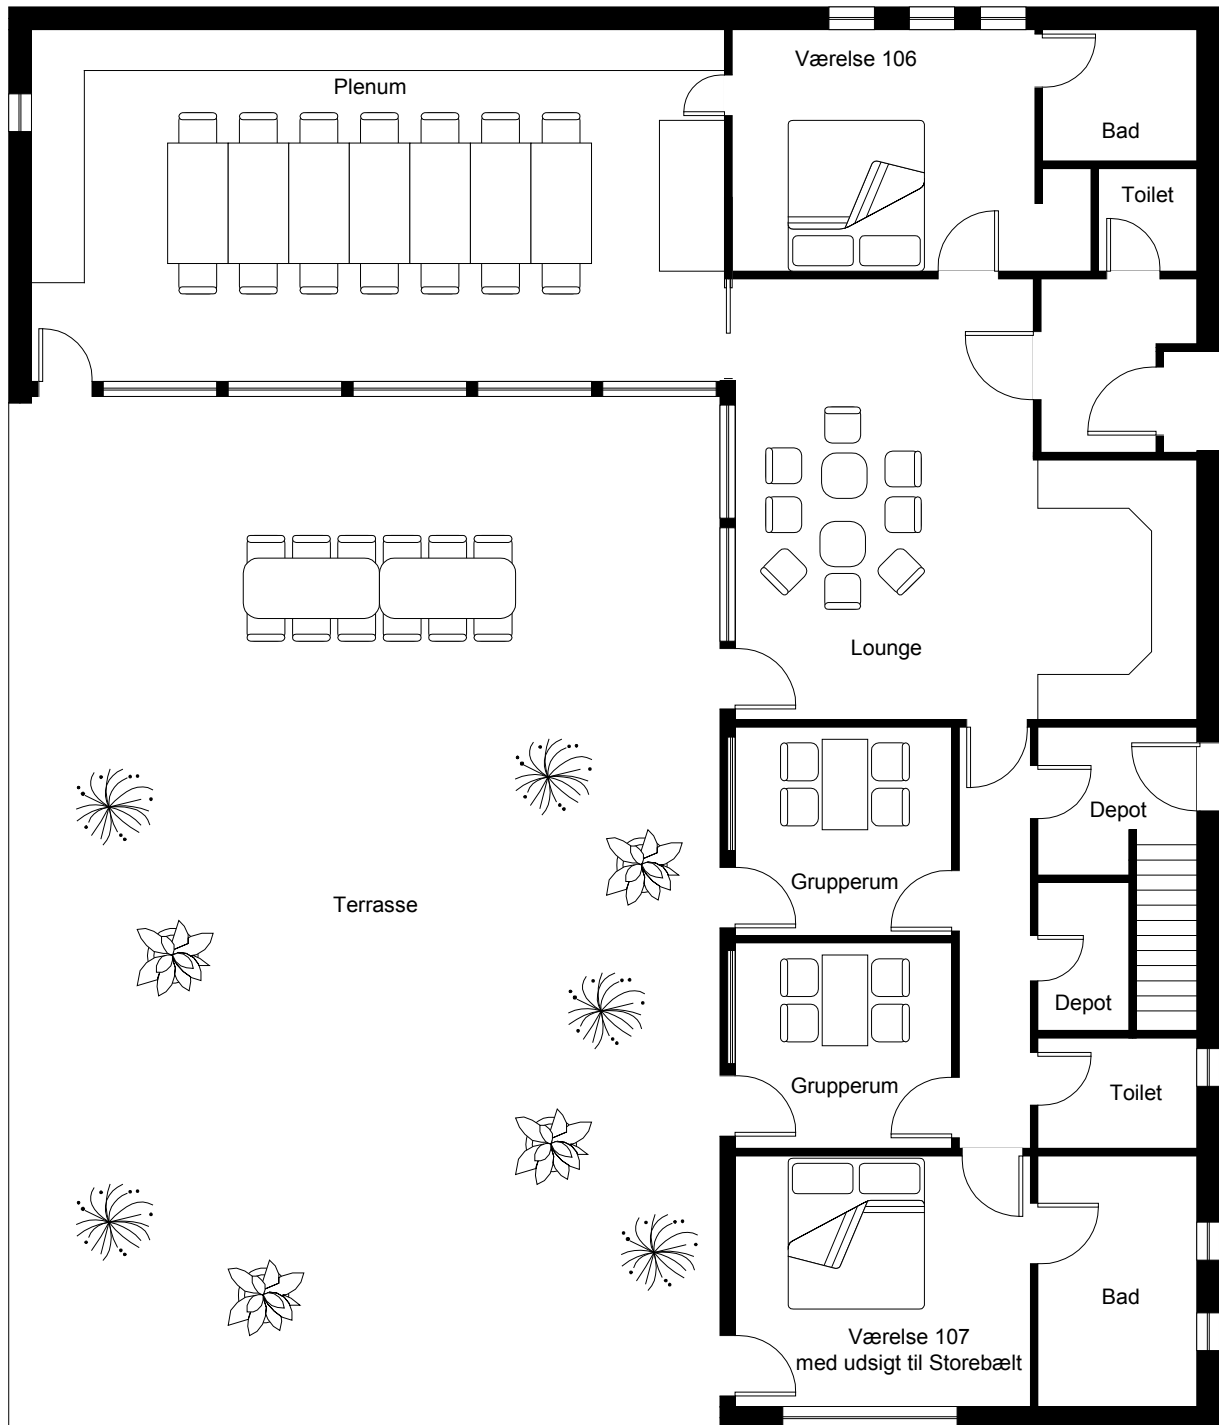 Værelse 106
Plenum
Bad
Toilet
Lounge
Depot
Grupperum
Terrasse
Depot
Grupperum
Toilet
Bad
Værelse 107
med udsigt til Storebælt